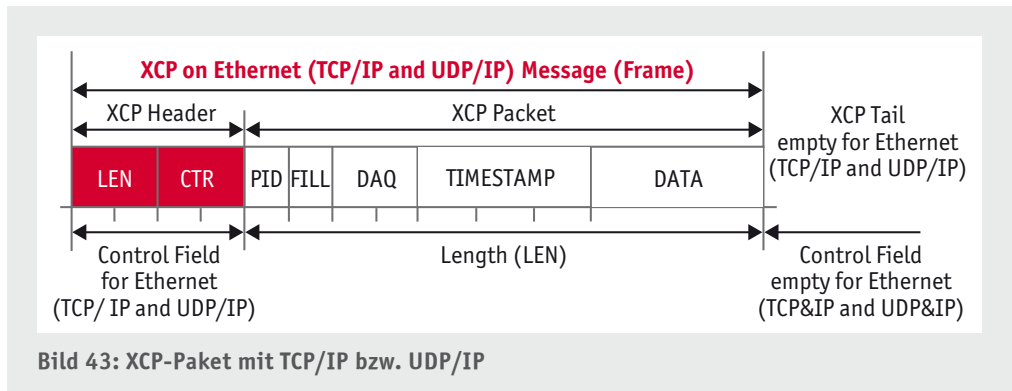 XCP on Ethernet (TCP/IP and UDP/IP) Message (Frame)
XCP Header
XCP Packet
XCP Tail
empty for Ethernet
(TCP/IP and UDP/IP)
LEN
CTR
PID
FILL
DAQ
TIMESTAMP
DATA
Control Field
for Ethernet
(TCP/ IP and UDP/IP)
Length (LEN)
Control Field
empty for Ethernet
(TCP&IP and UDP&IP)
Bild 43: XCP-Paket mit TCP/IP bzw. UDP/IP